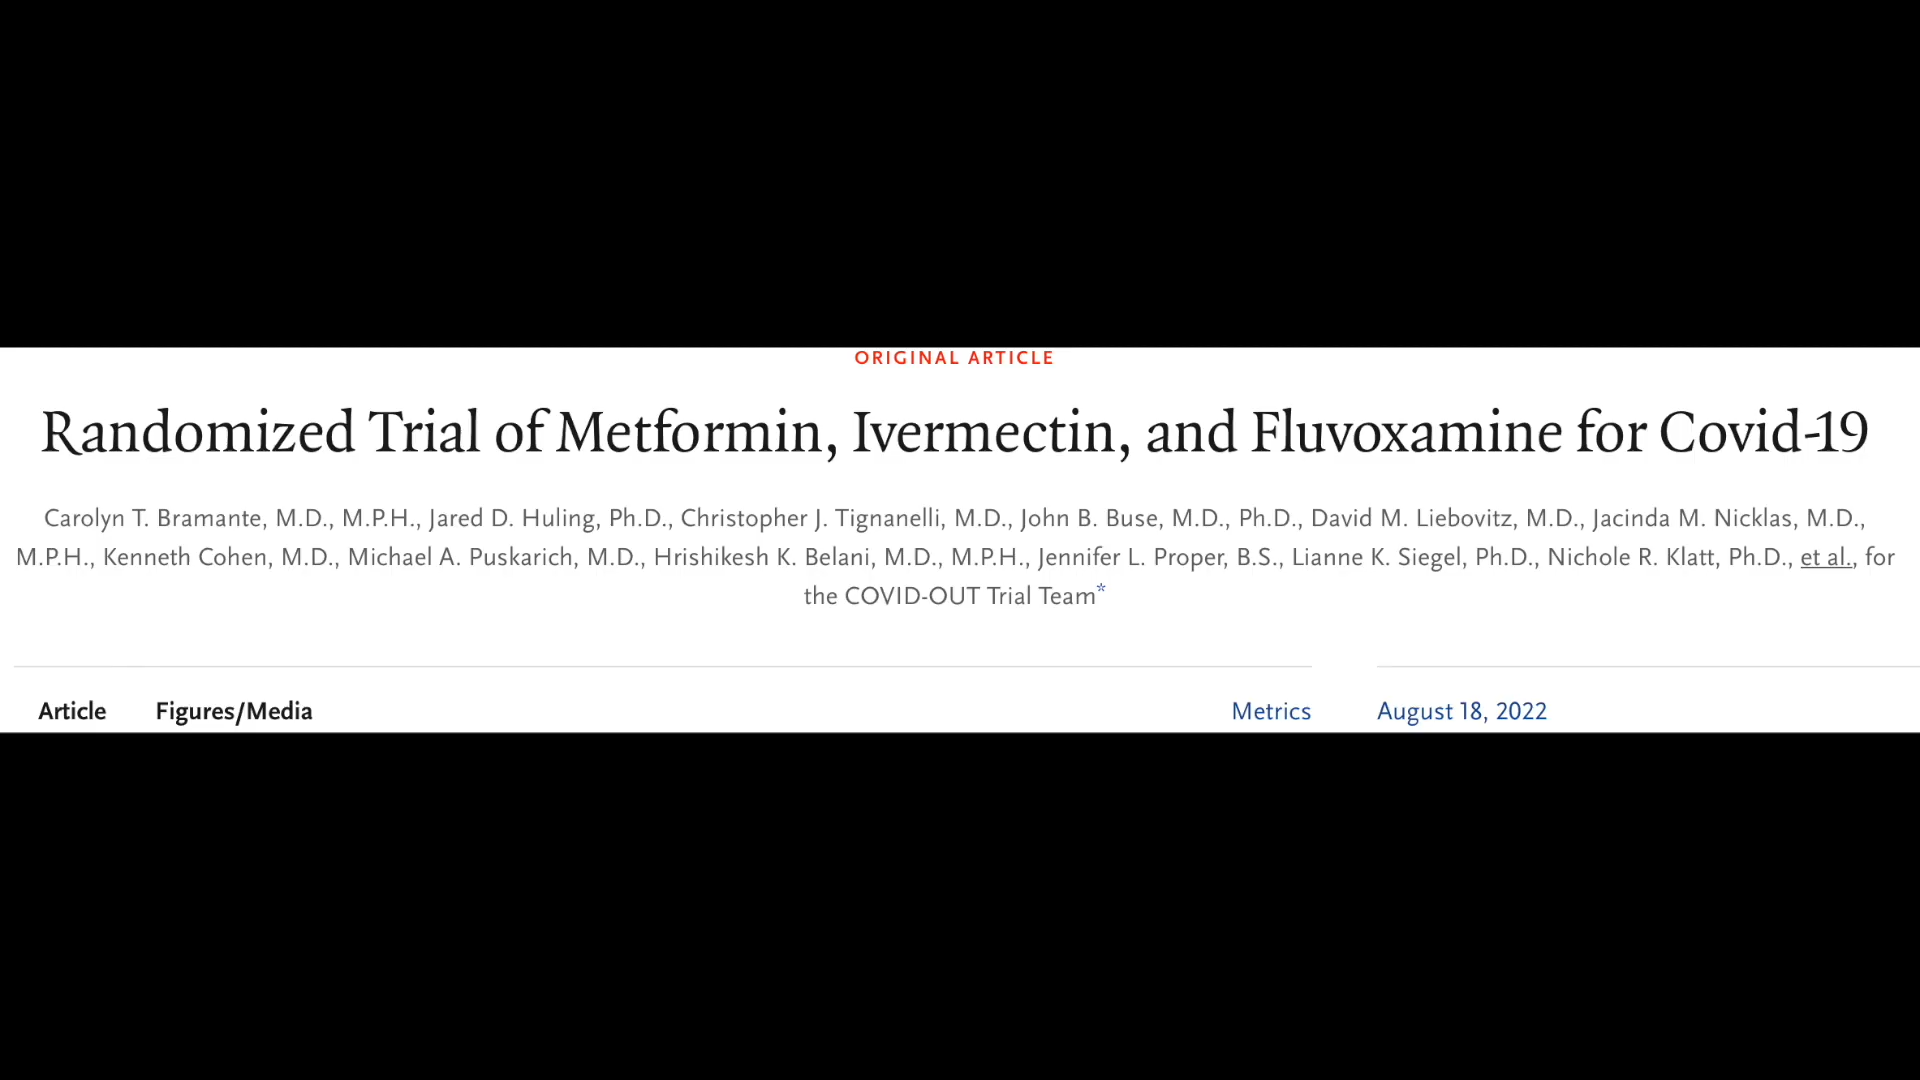 ORIGINAL ARTICLE
Randomized Trial of Metformin, Ivermectin, and Fluvoxamine for Covid-19
Carolyn T. Bramante, M.D., M.P.H., Jared D. Huling, Ph.D., Christopher J. Tignanelli, M.D., John B. Buse, M.D., Ph.D., David M. Liebovitz, M.D., Jacinda M. Nicklas, M.D.,
M.P.H., Kenneth Cohen, M.D., Michael A. Puskarich, M.D., Hrishikesh K. Belani, M.D., M.P.H., Jennifer L. Proper, B.S., Lianne K. Siegel, Ph.D., Nichole R. Klatt, Ph.D., et al., for
the COVID-OUT Trial Team*
Article Figures/Media Metrics August 18, 2022